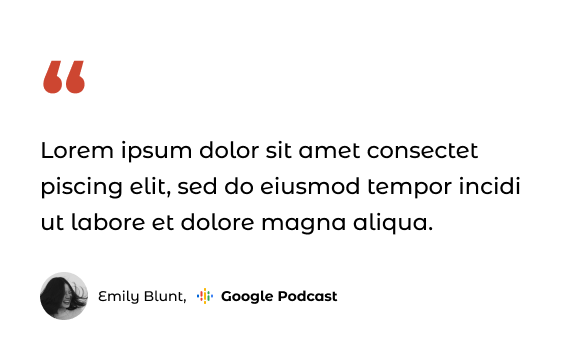 “
Lorem ipsum dolor sit amet consectet
piscing elit, sed do eiusmod tempor incidi
ut labore et dolore magna aliqua.
Emily Blunt, Google Podcast